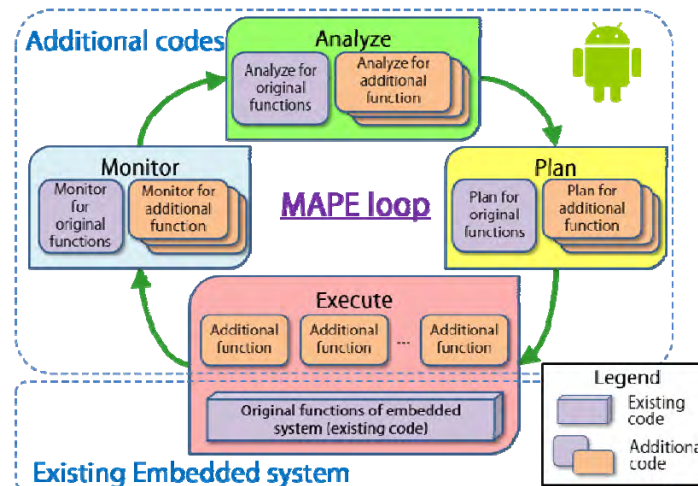 Additional codes
Analyze
Analyze for
original
functions
Analyze for
additional
function
Monitor
Monitor
for
original
functions
Monitor for
additional
function
MAPE loop
Plan
Plan for
original
functions
Plan for
additional
function
Execute
Additional
function
Additional
function
...
Additional
function
Original functions of embedded
system (existing code)
Existing Embedded system
Legend
Existing
code
Additional
code